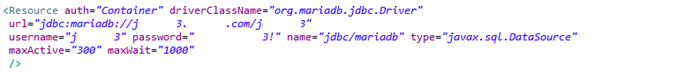 <Resource auth="Container" driverClassName="org.mariadb.jdbc.Driver"
url="jdbc:mariadb://j 3. .com/j 3"
username="j 3" password=" 3!" name="jdbc/mariadb" type="javax.sql.DataSource"
maxActive="300" maxWait="1000"
/>